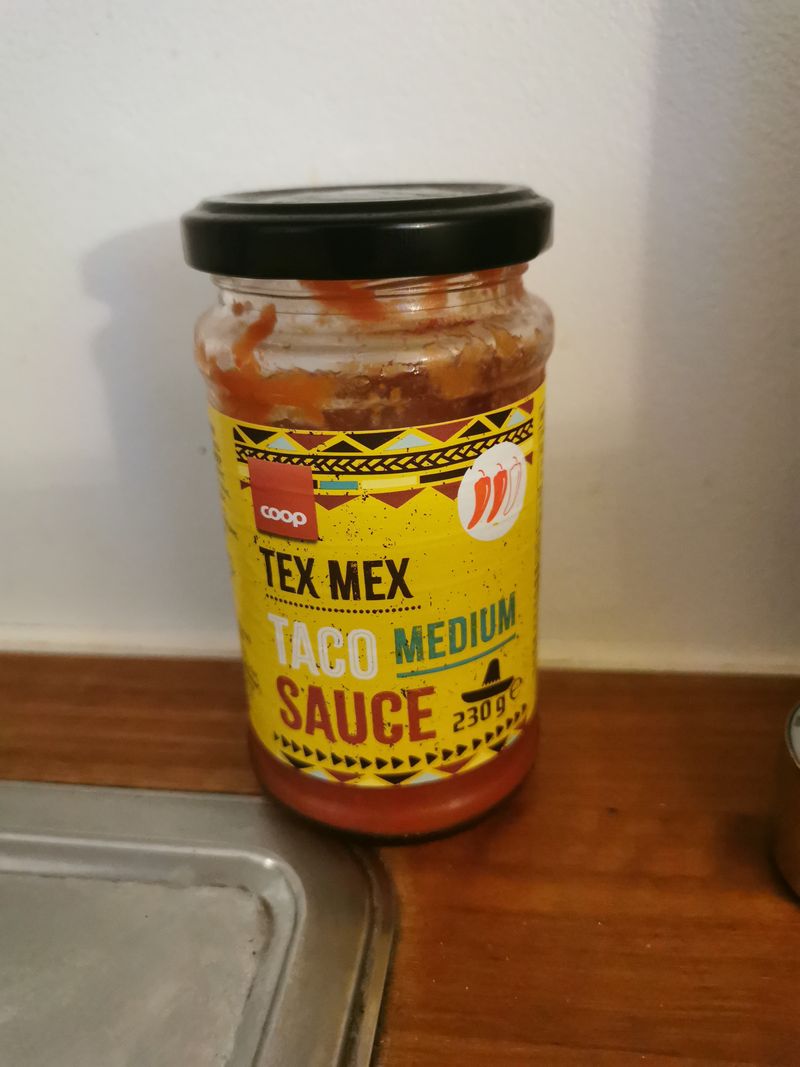 coop
TEX MEX
TACO MEDIUM
SAUCE 230 g e